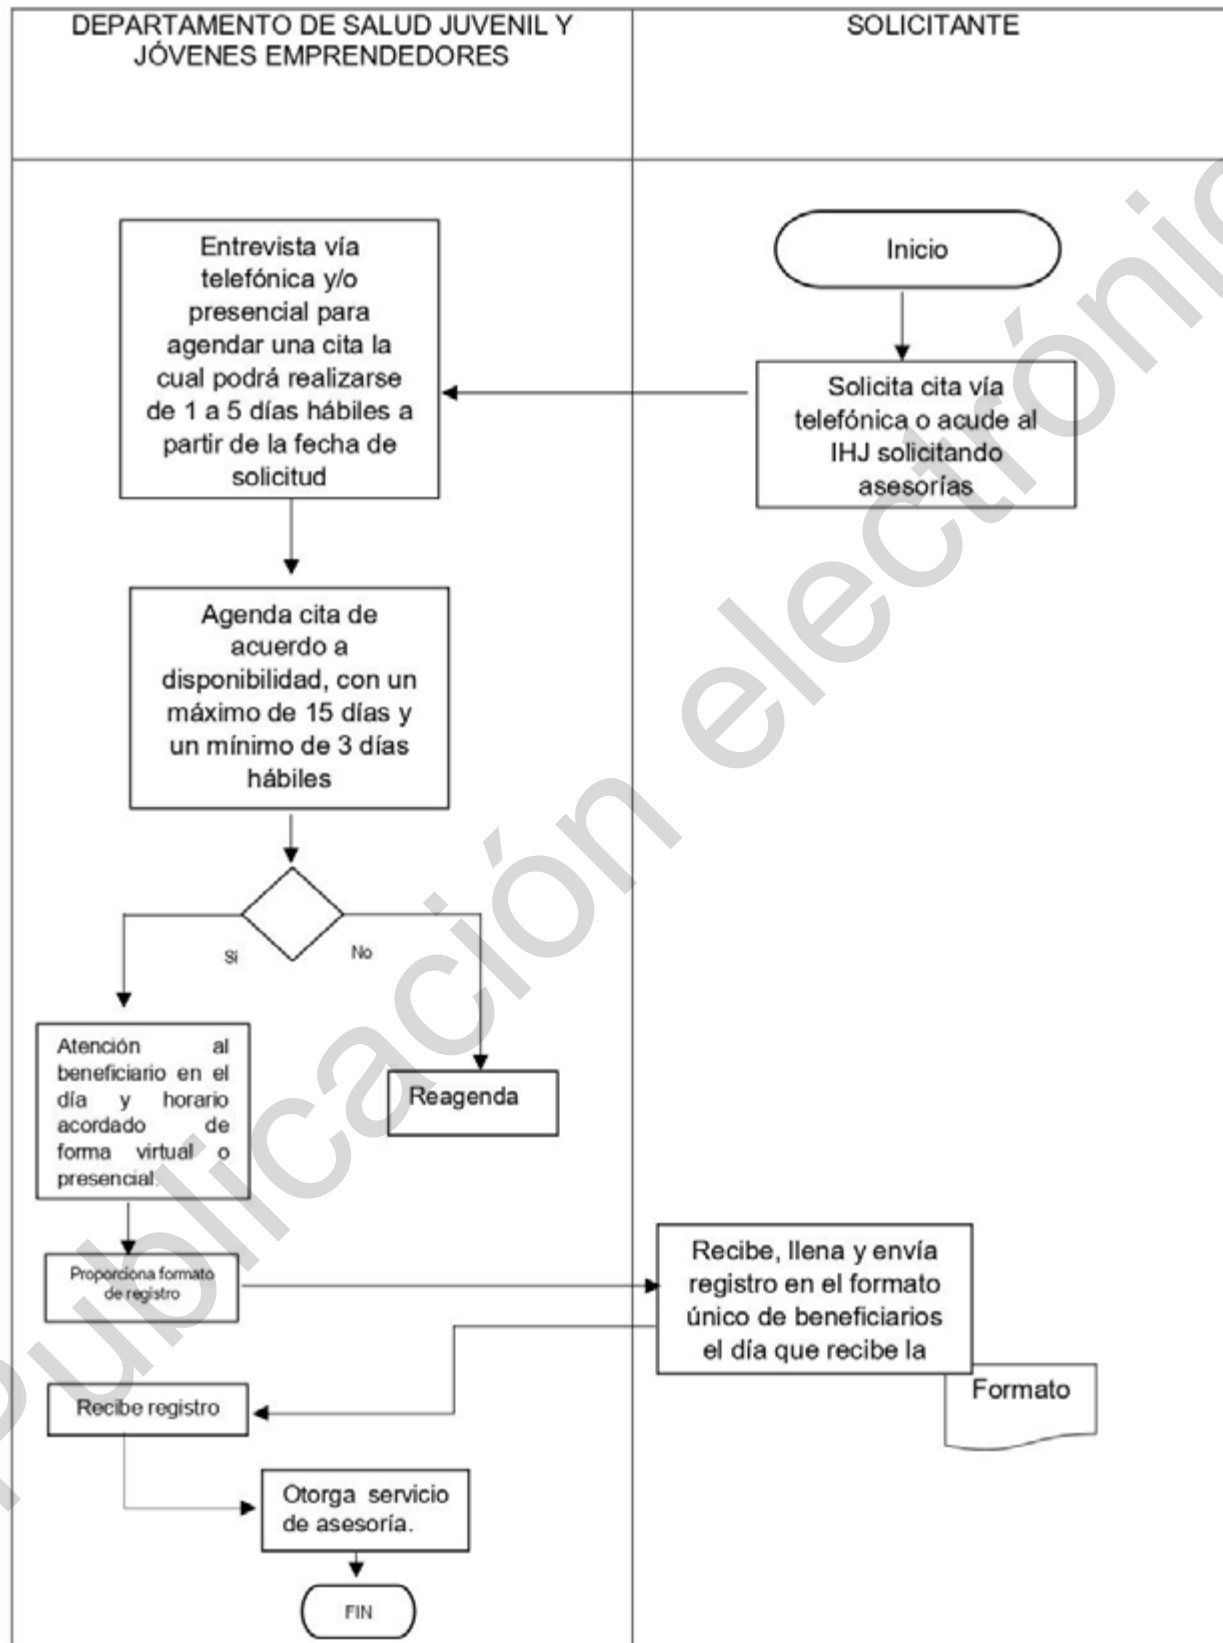 DEPARTAMENTO DE SALUD JUVENIL Y
JÓVENES EMPRENDEDORES
SOLICITANTE
Inicio
Solicita cita vía
telefónica o acude al
IHJ solicitando
asesorías
Entrevista vía
telefónica y/o
presencial para
agendar una cita la
cual podrá realizarse
de 1 a 5 días hábiles a
partir de la fecha de
solicitud
Agenda cita de
acuerdo a
disponibilidad, con un
máximo de 15 días y
un mínimo de 3 días
hábiles
Si
No
Atención al
beneficiario en el
día y horario
acordado de
forma virtual o
presencial.
Reagenda
Proporciona formato
de registro
Recibe, llena y envía
registro en el formato
único de beneficiarios
el día que recibe la
Formato
Recibe registro
Otorga servicio
de asesoría.
FIN
Publicación electrónic